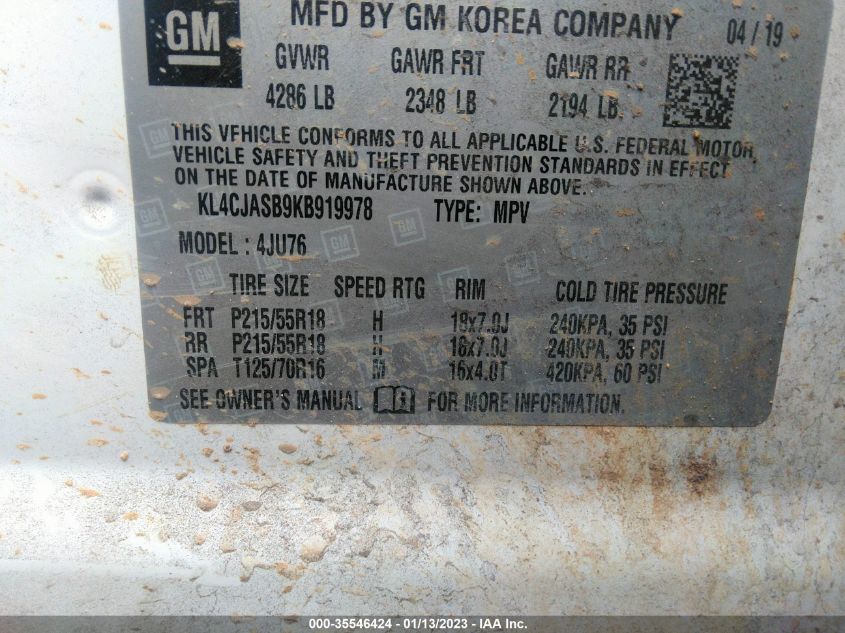 GM MFD BY GM KOREA COMPANY 04/19
GVWR GAWR FRT GAWR RR
4286 LB 2348 LB 2194 LB
THIS VEHICLE CONFORMS TO ALL APPLICABLE U.S. FEDERAL MOTOR
VEHICLE SAFETY AND THEFT PREVENTION STANDARDS IN EFFECT
ON THE DATE OF MANUFACTURE SHOWN ABOVE.
KL4CJASB9KB919978 TYPE: MPV
MODEL : 4JU76
TIRE SIZE SPEED RTG RIM COLD TIRE PRESSURE
FRT P215/55R18 H 18x7.0J 240KPA, 35 PSI
RR P215/55R18 H 18x7.0J 240KPA, 35 PSI
SPA T125/70R16 M 16x4.0T 420KPA, 60 PSI
SEE OWNER'S MANUAL FOR MORE INFORMATION.
000-35546424 - 01/13/2023 - © IAA Inc.